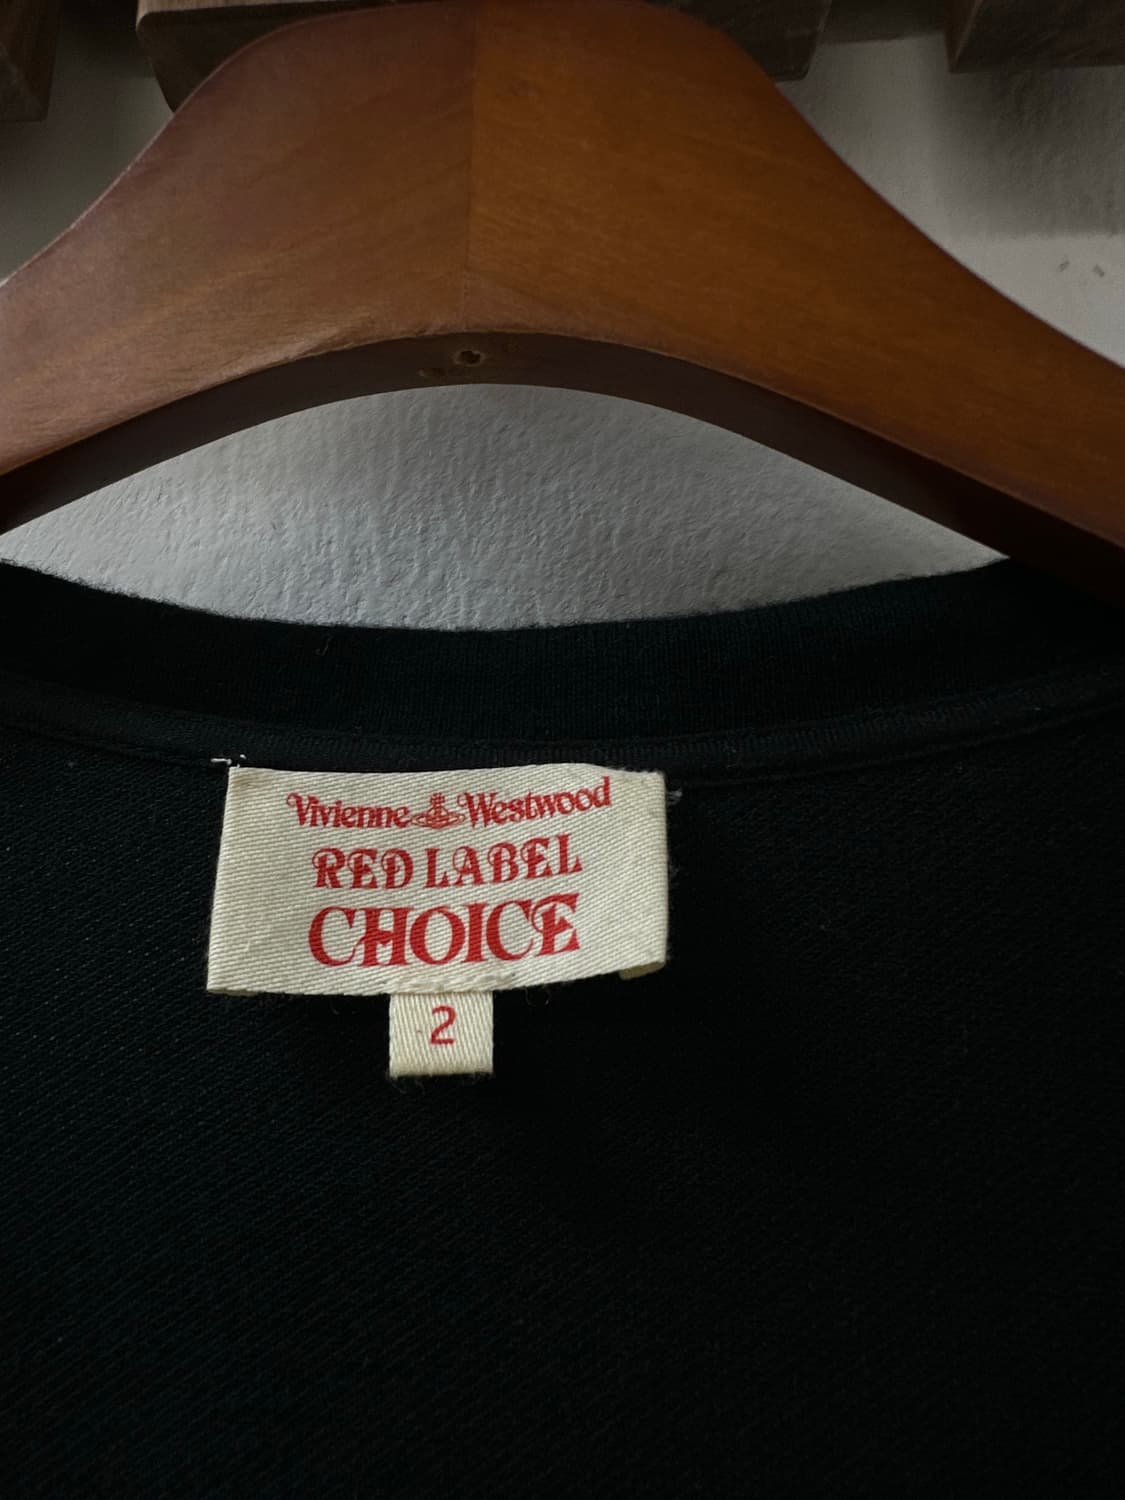 Vivienne Westwood
RED LABEL
CHOICE
2